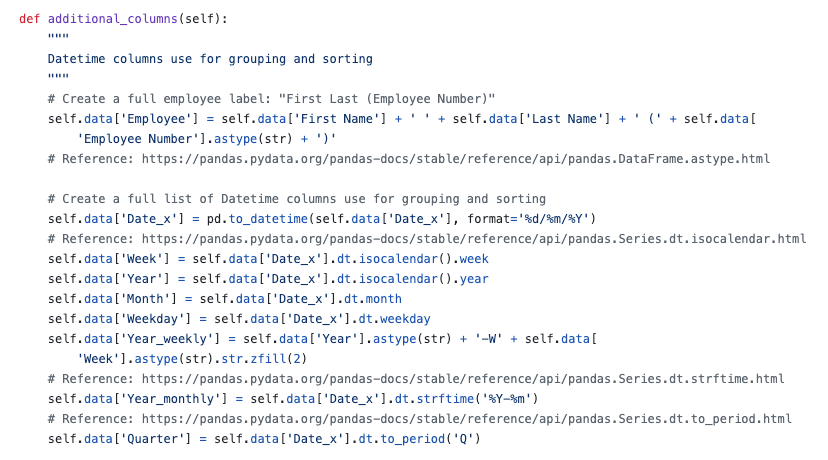 def additional_columns(self):
    """
    Datetime columns use for grouping and sorting
    """
    # Create a full employee label: "First Last (Employee Number)"
    self.data['Employee'] = self.data['First Name'] + ' ' + self.data['Last Name'] + ' (' + self.data[
        'Employee Number'].astype(str) + ')'
    # Reference: https://pandas.pydata.org/pandas-docs/stable/reference/api/pandas.DataFrame.astype.html

    # Create a full list of Datetime columns use for grouping and sorting
    self.data['Date_x'] = pd.to_datetime(self.data['Date_x'], format='%d/%m/%Y')
    # Reference: https://pandas.pydata.org/pandas-docs/stable/reference/api/pandas.Series.dt.isocalendar.html
    self.data['Week'] = self.data['Date_x'].dt.isocalendar().week
    self.data['Year'] = self.data['Date_x'].dt.isocalendar().year
    self.data['Month'] = self.data['Date_x'].dt.month
    self.data['Weekday'] = self.data['Date_x'].dt.weekday
    self.data['Year_weekly'] = self.data['Year'].astype(str) + '-W' + self.data[
        'Week'].astype(str).str.zfill(2)
    # Reference: https://pandas.pydata.org/pandas-docs/stable/reference/api/pandas.Series.dt.strftime.html
    self.data['Year_monthly'] = self.data['Date_x'].dt.strftime('%Y-%m')
    # Reference: https://pandas.pydata.org/pandas-docs/stable/reference/api/pandas.Series.dt.to_period.html
    self.data['Quarter'] = self.data['Date_x'].dt.to_period('Q')